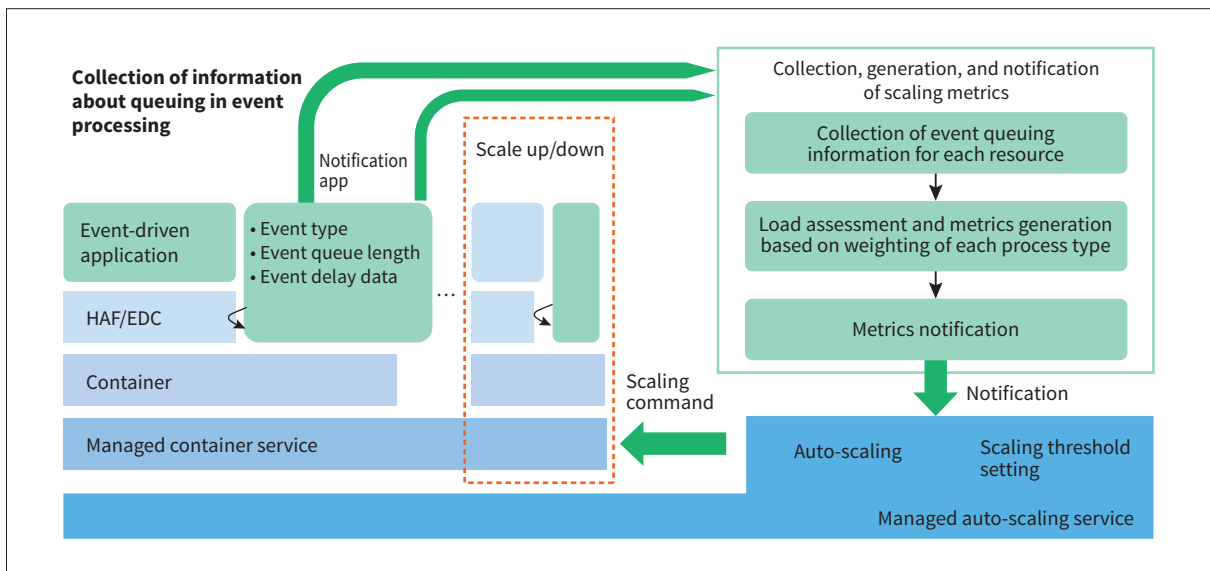 Collection of information
about queuing in event
processing
Notification
app
Scale up/down
Event-driven
application
• Event type
• Event queue length
• Event delay data
...
HAF/EDC
Container
Managed container service
Collection, generation, and notification
of scaling metrics
Collection of event queuing
information for each resource
Load assessment and metrics generation
based on weighting of each process type
Metrics notification
Notification
Scaling
command
Auto-scaling
Scaling threshold
setting
Managed auto-scaling service